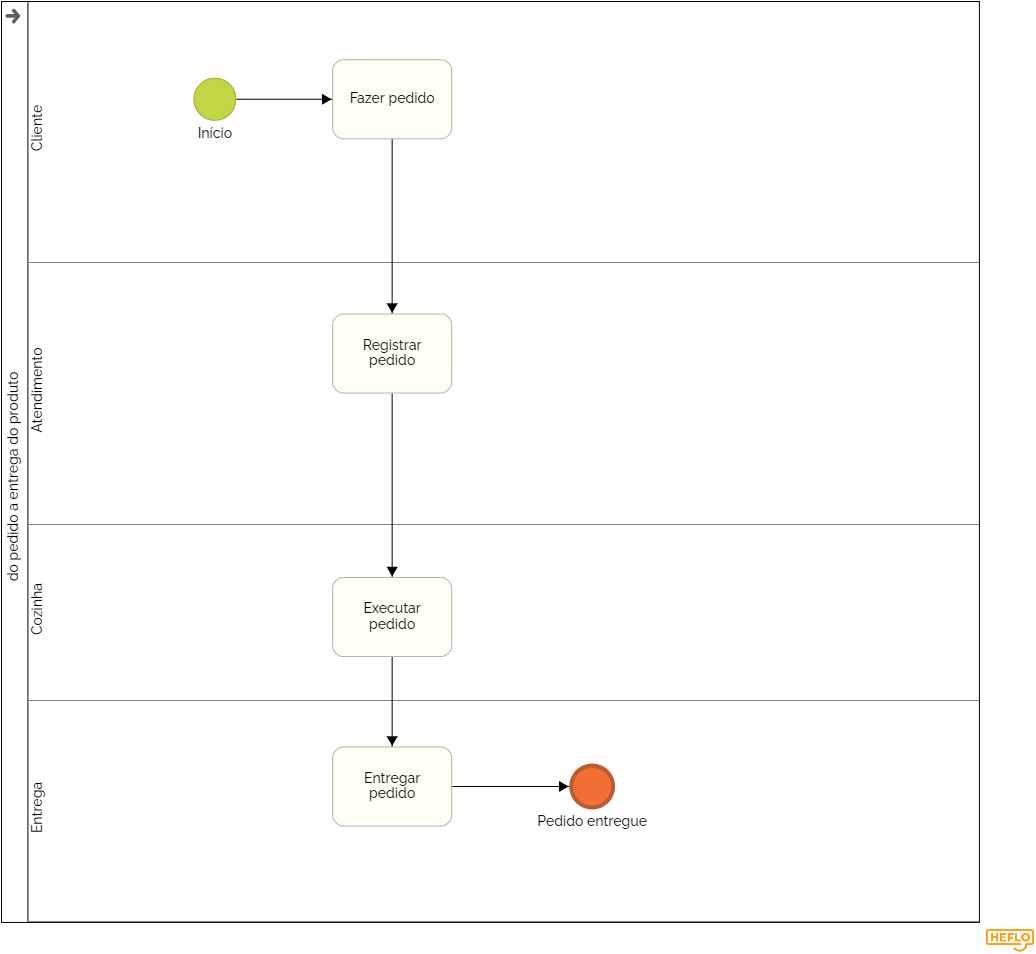 do pedido a entrega do produto
Cliente
Início
Fazer pedido
Atendimento
Registrar
pedido
Cozinha
Executar
pedido
Entrega
Entregar
pedido
Pedido entregue
HEFLO